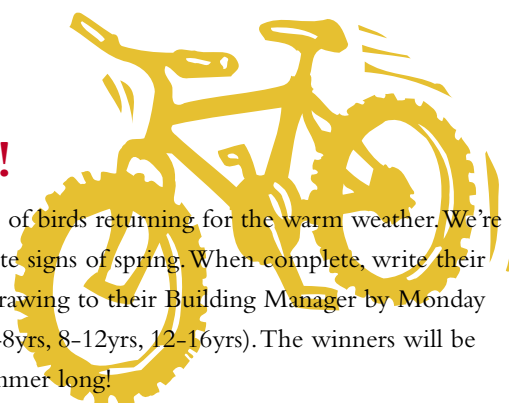 !
of birds returning for the warm weather. We’re
te signs of spring. When complete, write their
rawing to their Building Manager by Monday
8yrs, 8-12yrs, 12-16yrs). The winners will be
mmer long!